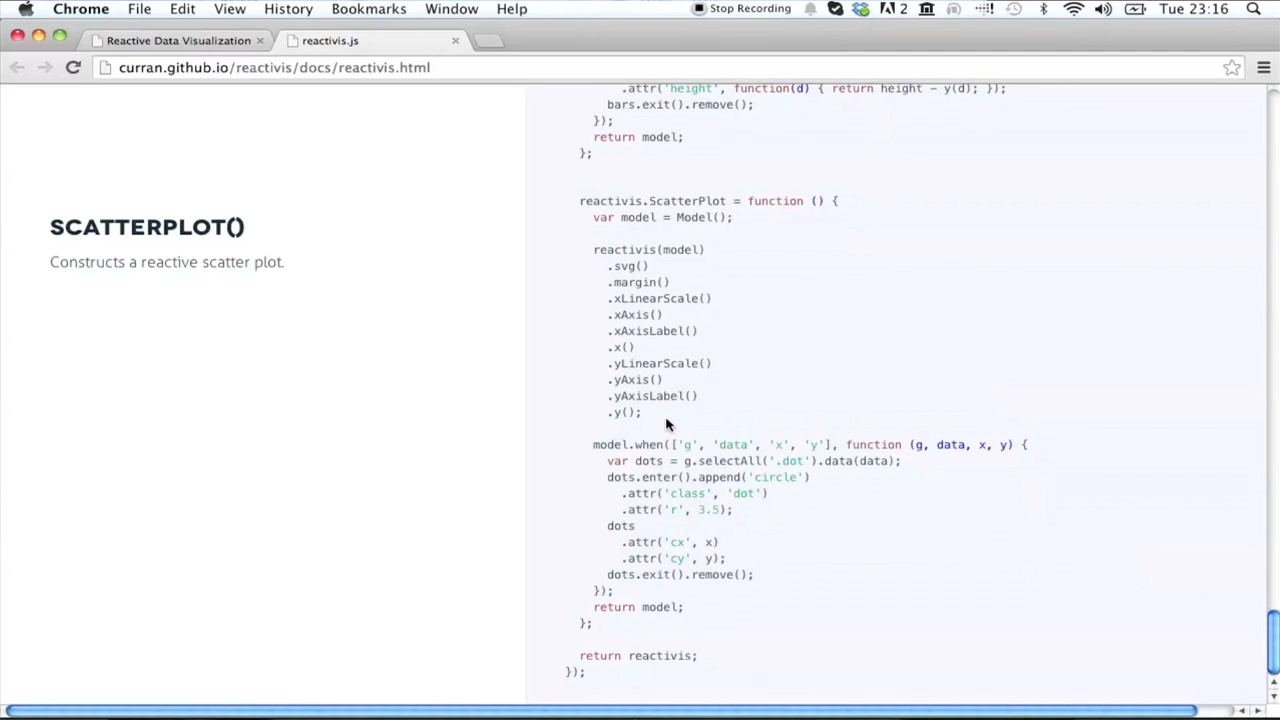 Chrome File Edit View History Bookmarks Window Help Stop Recording 2 Tue 23:16
Reactive Data Visualization reactivis.js
curran.github.io/reactivis/docs/reactivis.html
.attr('height', function(d) { return height - y(d); });
bars.exit().remove();
});
return model;
};
reactivis.ScatterPlot = function () {
var model = Model();
SCATTERPLOT()
Constructs a reactive scatter plot.
reactivis(model)
.svg()
.margin()
.xLinearScale()
.xAxis()
.xAxisLabel()
.x()
.yLinearScale()
.yAxis()
.yAxisLabel()
.y();
model.when(['g', 'data', 'x', 'y'], function (g, data, x, y) {
var dots = g.selectAll('.dot').data(data);
dots.enter().append('circle')
.attr('class', 'dot')
.attr('r', 3.5);
dots
.attr('cx', x)
.attr('cy', y);
dots.exit().remove();
});
return model;
};
return reactivis;
});